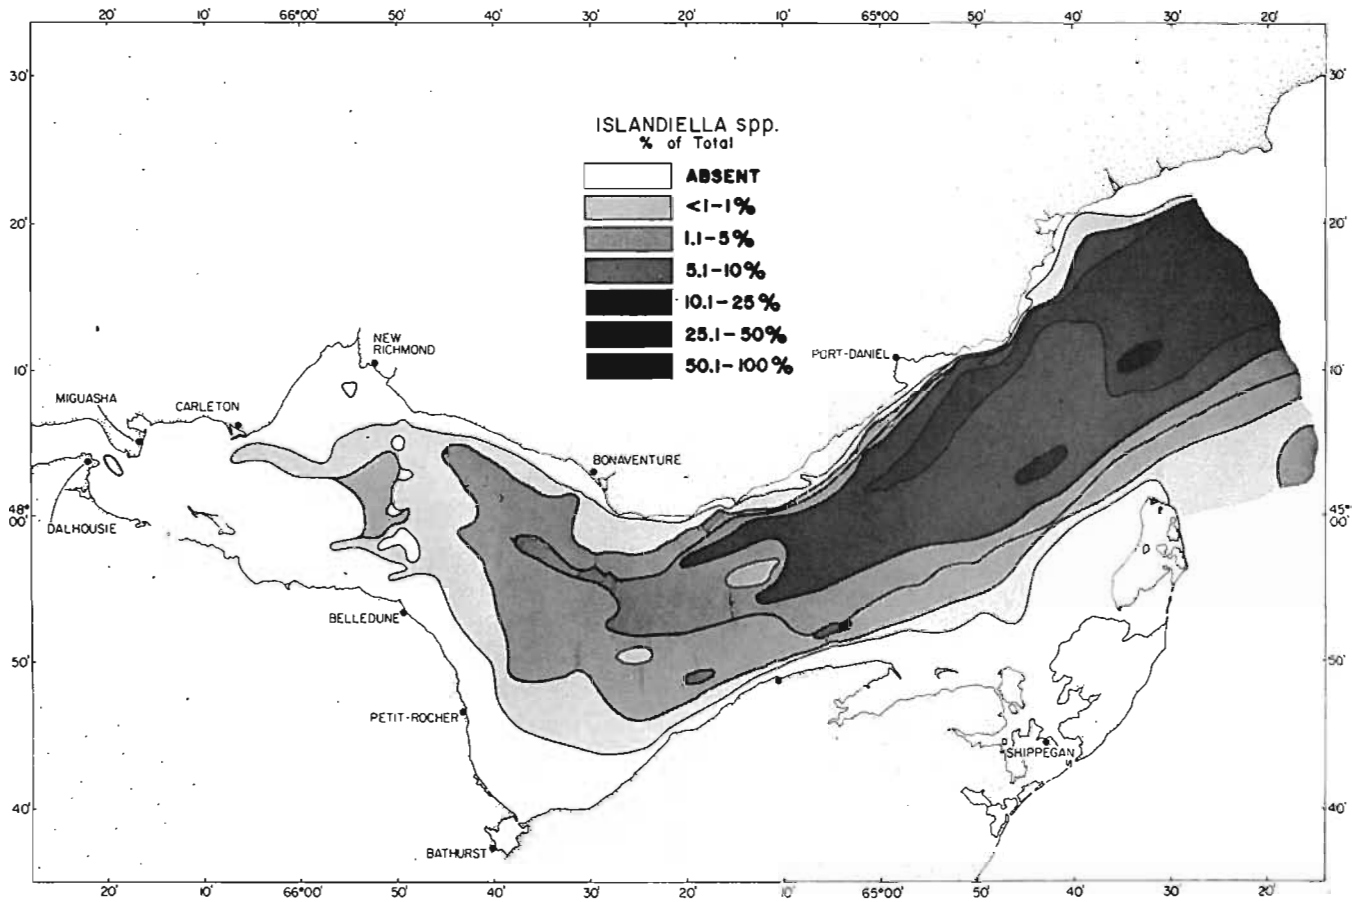 20' 10' 66°00' 50' 40' 30' 20' 10' 65°00' 50' 40' 30' 20'
30' 30'
ISLANDIELLA spp.
% of Total
ABSENT
<1-1%
20' 1.1-5% 20'
5.1-10%
10.1-25%
25.1-50%
50.1-100%
NEW
RICHMOND
PORT-DANIEL
10' 10'
MIGUASHA
CARLETON
BONAVENTURE
48°
00'
45°
00'
DALHOUSIE
BELLEDUNE
50' 50'
PETIT-ROCHER
SHIPPEGAN
40' 40'
BATHURST
20' 10' 66°00' 50' 40' 30' 20' 10' 65°00' 50' 40' 30' 20'